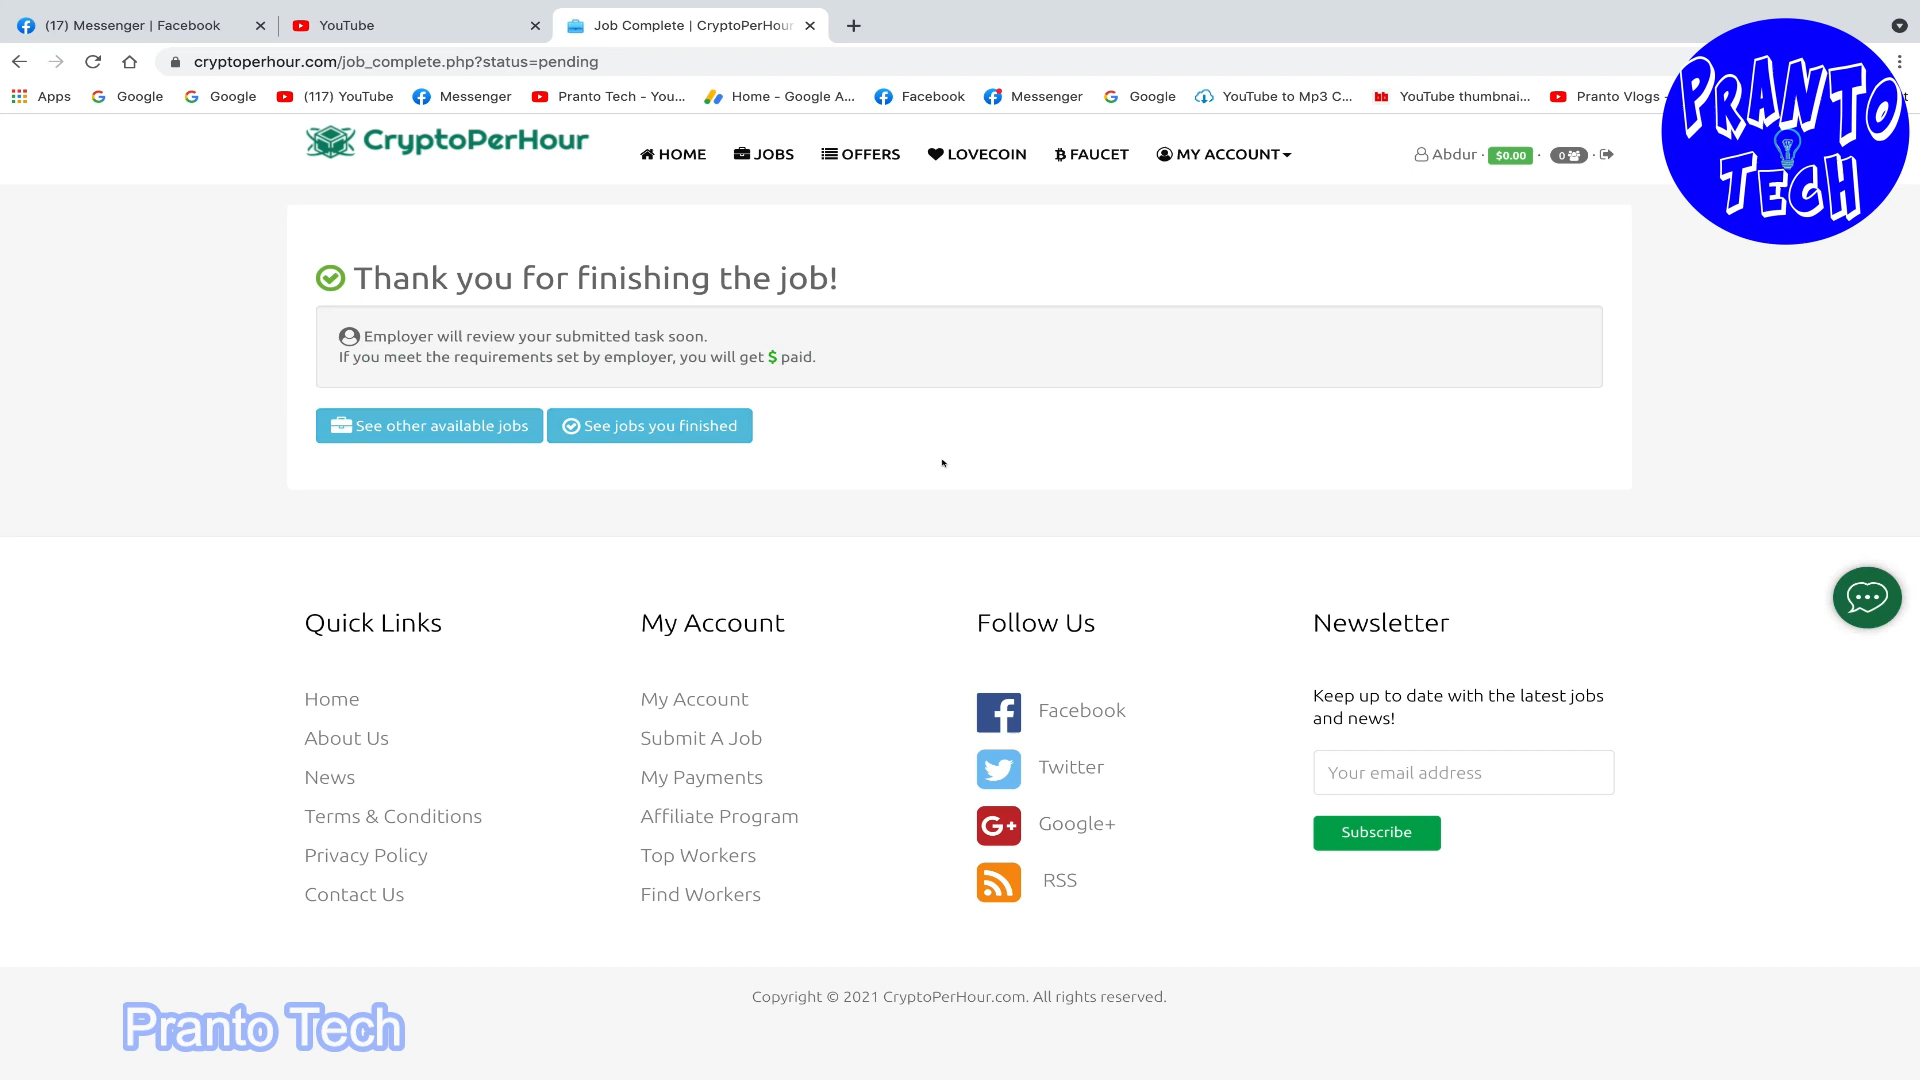 (17) Messenger | Facebook
YouTube
Job Complete | CryptoPerHour
cryptoperhour.com/job_complete.php?status=pending
Apps
Google
Google
(117) YouTube
Messenger
Pranto Tech - You...
Home - Google A...
Facebook
Messenger
Google
YouTube to Mp3 C...
YouTube thumbnai...
Pranto Vlogs -
PRANTO
TECH
CryptoPerHour
HOME
JOBS
OFFERS
LOVECOIN
FAUCET
MY ACCOUNT
Abdur · $0.00 · 0 ·
Thank you for finishing the job!
Employer will review your submitted task soon.
If you meet the requirements set by employer, you will get $ paid.
See other available jobs
See jobs you finished
Quick Links
Home
About Us
News
Terms & Conditions
Privacy Policy
Contact Us
My Account
My Account
Submit A Job
My Payments
Affiliate Program
Top Workers
Find Workers
Follow Us
Facebook
Twitter
G+ Google+
RSS
Newsletter
Keep up to date with the latest jobs
and news!
Your email address
Subscribe
Copyright © 2021 CryptoPerHour.com. All rights reserved.
Pranto Tech